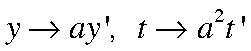 y → ay', t → a²t'